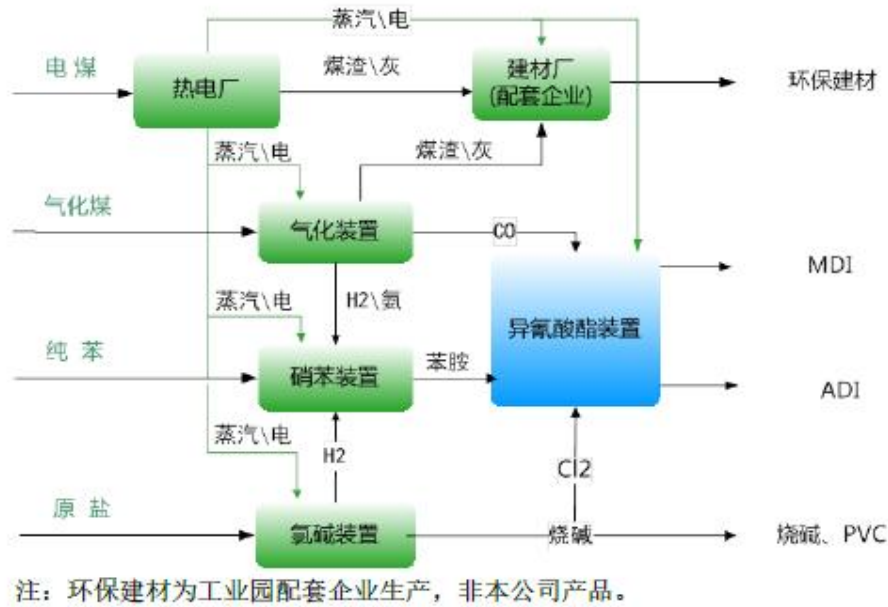 蒸汽\电
电煤
热电厂
煤渣\灰
建材厂
(配套企业)
环保建材
蒸汽\电
煤渣\灰
气化煤
气化装置
CO
MDI
蒸汽\电
H2\氨
异氰酸酯装置
纯苯
硝苯装置
苯胺
ADI
蒸汽\电
H2
Cl2
原盐
氯碱装置
烧碱
烧碱、PVC
注：环保建材为工业园配套企业生产，非本公司产品。